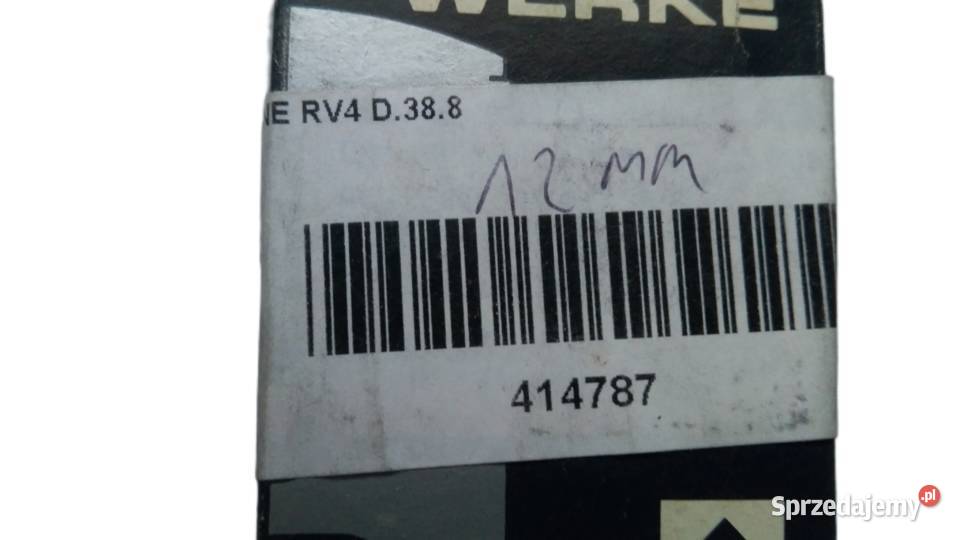 WERKE
NE RV4 D.38.8
12 mm
414787
Sprzedajemy.pl